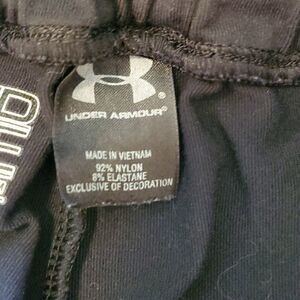 UNDER ARMOUR®
MADE IN VIETNAM
92% NYLON
8% ELASTANE
EXCLUSIVE OF DECORATION